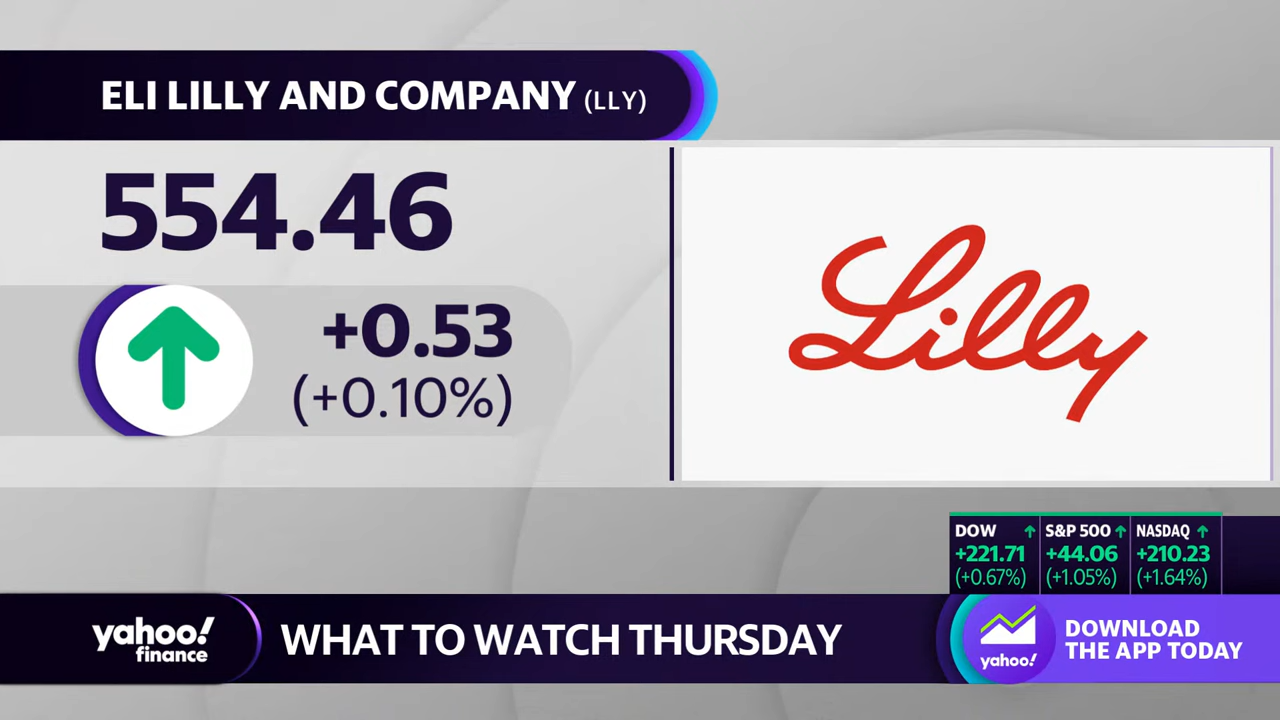 ELI LILLY AND COMPANY (LLY)
554.46
+0.53
(+0.10%)
Lilly
DOW
+221.71
(+0.67%)
S&P 500
+44.06
(+1.05%)
NASDAQ
+210.23
(+1.64%)
yahoo!
finance
WHAT TO WATCH THURSDAY
yahoo!
DOWNLOAD
THE APP TODAY